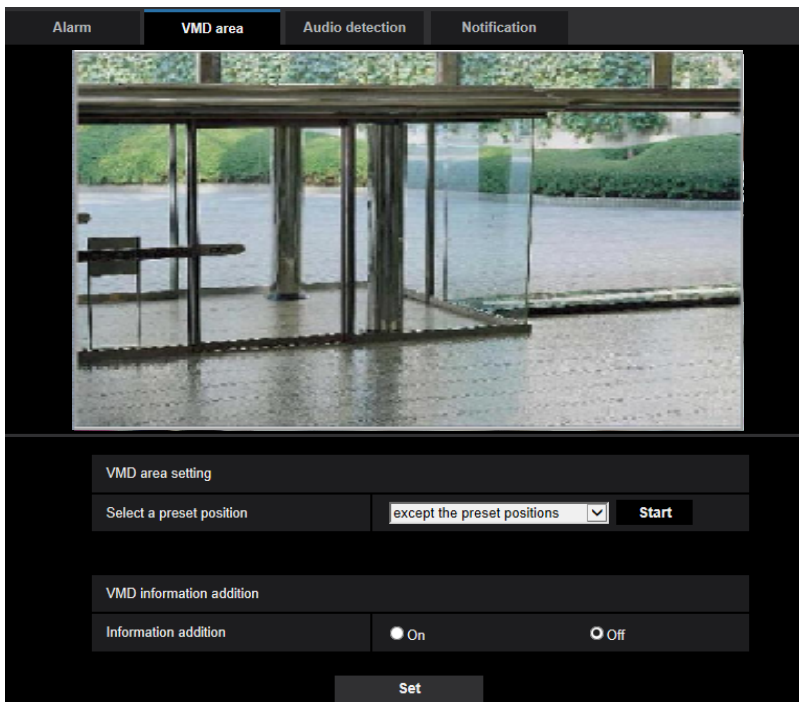 Alarm VMD area Audio detection Notification
VMD area setting
Select a preset position except the preset positions Start
VMD information addition
Information addition On Off
Set